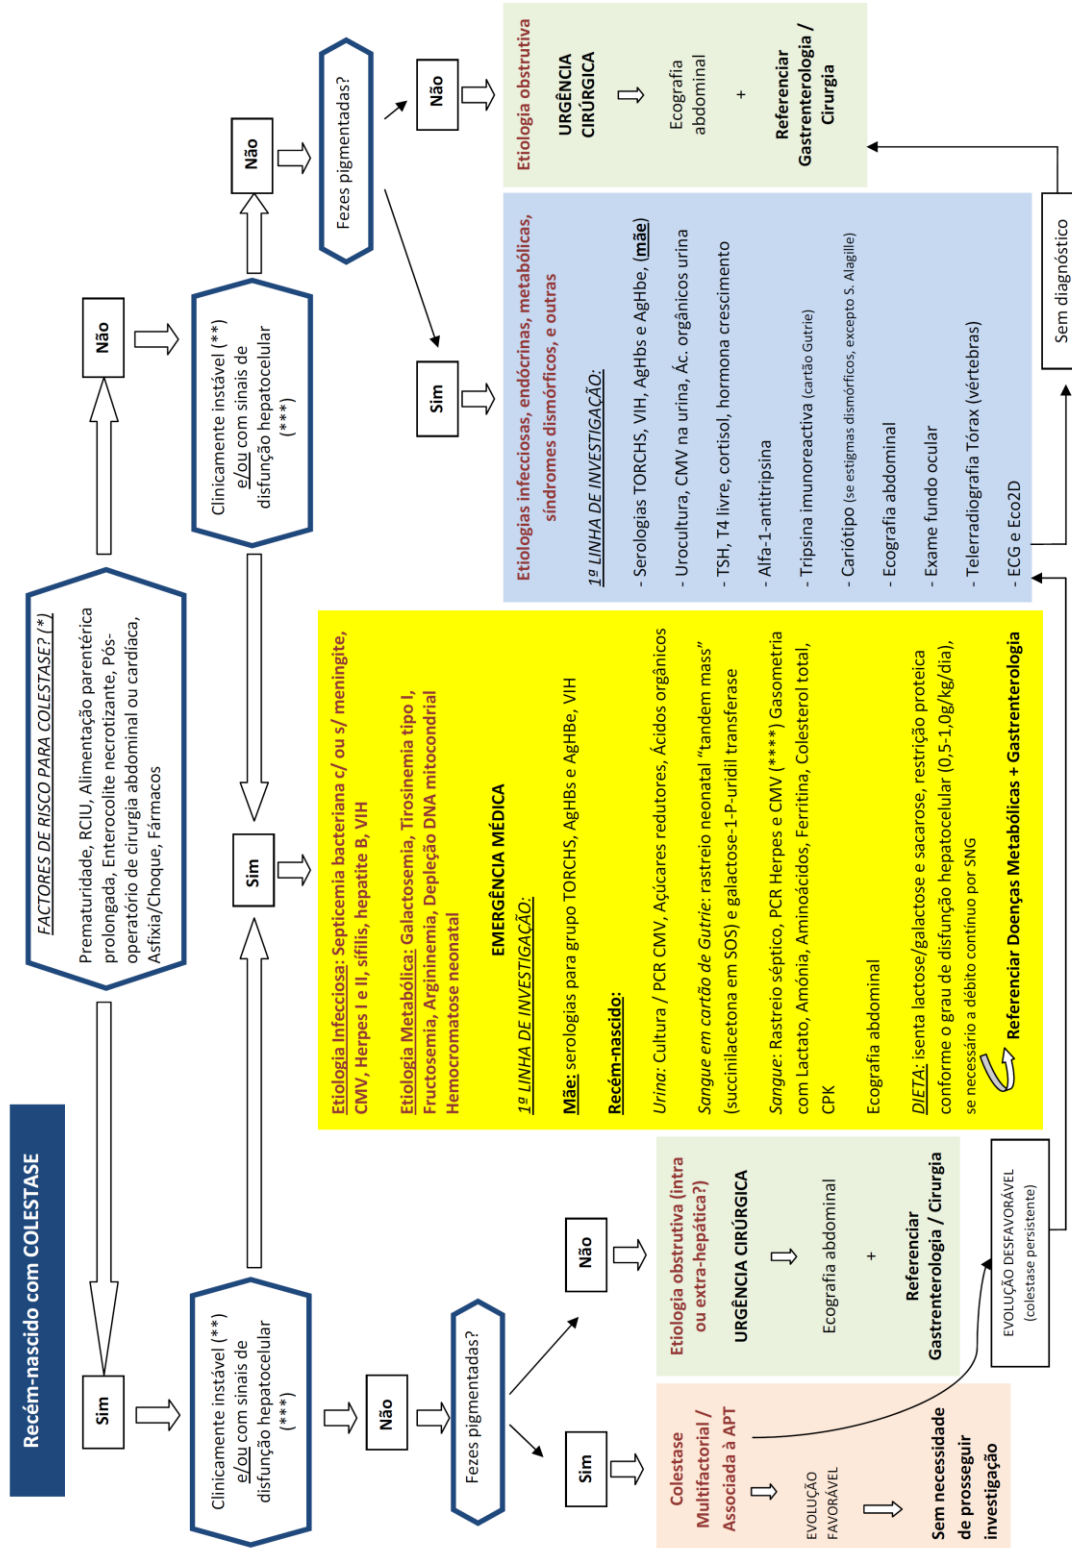 Recém-nascido com COLESTASE
FACTORES DE RISCO PARA COLESTASE? (*)
Prematuridade, RCIU, Alimentação parentérica
prolongada, Enterocolite necrotizante, Pós-
operatório de cirurgia abdominal ou cardíaca,
Asfixia/Choque, Fármacos
Sim
Não
Clinicamente instável (**)
e/ou com sinais de
disfunção hepatocelular
(***)
Sim
Clinicamente instável (**)
e/ou com sinais de
disfunção hepatocelular
(***)
Não
Não
Fezes pigmentadas?
Fezes pigmentadas?
Sim
Não
Sim
Não
Colestase
Multifactorial /
Associada à APT
EVOLUÇÃO
FAVORÁVEL
Sem necessidade
de prosseguir
investigação
Etiologia obstrutiva (intra
ou extra-hepática?)
URGÊNCIA CIRÚRGICA
Ecografia abdominal
+
Referenciar
Gastrenterologia / Cirurgia
EVOLUÇÃO DESFAVORÁVEL
(colestase persistente)
Etiologia Infecciosa: Septicemia bacteriana c/ ou s/ meningite,
CMV, Herpes I e II, sífilis, hepatite B, VIH
Etiologia Metabólica: Galactosemia, Tirosinemia tipo I,
Fructosemia, Argininemia, Depleção DNA mitocondrial
Hemocromatose neonatal
EMERGÊNCIA MÉDICA
1ª LINHA DE INVESTIGAÇÃO:
Mãe: serologias para grupo TORCHS, AgHBs e AgHBe, VIH
Recém-nascido:
Urina: Cultura / PCR CMV, Açúcares redutores, Ácidos orgânicos
Sangue em cartão de Gutrie: rastreio neonatal “tandem mass”
(succinilacetona em SOS) e galactose-1-P-uridil transferase
Sangue: Rastreio séptico, PCR Herpes e CMV (****) Gasometria
com Lactato, Amónia, Aminoácidos, Ferritina, Colesterol total,
CPK
Ecografia abdominal
DIETA: isenta lactose/galactose e sacarose, restrição proteica
conforme o grau de disfunção hepatocelular (0,5-1,0g/kg/dia),
se necessário a débito contínuo por SNG
Referenciar Doenças Metabólicas + Gastrenterologia
Etiologias infecciosas, endócrinas, metabólicas,
síndromes dismórficos, e outras
1ª LINHA DE INVESTIGAÇÃO:
- Serologias TORCHS, VIH, AgHbs e AgHbe, (mãe)
- Urocultura, CMV na urina, Ác. orgânicos urina
- TSH, T4 livre, cortisol, hormona crescimento
- Alfa-1-antitripsina
- Tripsina imunoreactiva (cartão Gutrie)
- Cariótipo (se estigmas dismórficos, excepto S. Alagille)
- Ecografia abdominal
- Exame fundo ocular
- Telerradiografia Tórax (vértebras)
- ECG e Eco2D
Etiologia obstrutiva
URGÊNCIA
CIRÚRGICA
Ecografia
abdominal
+
Referenciar
Gastrenterologia /
Cirurgia
Sem diagnóstico